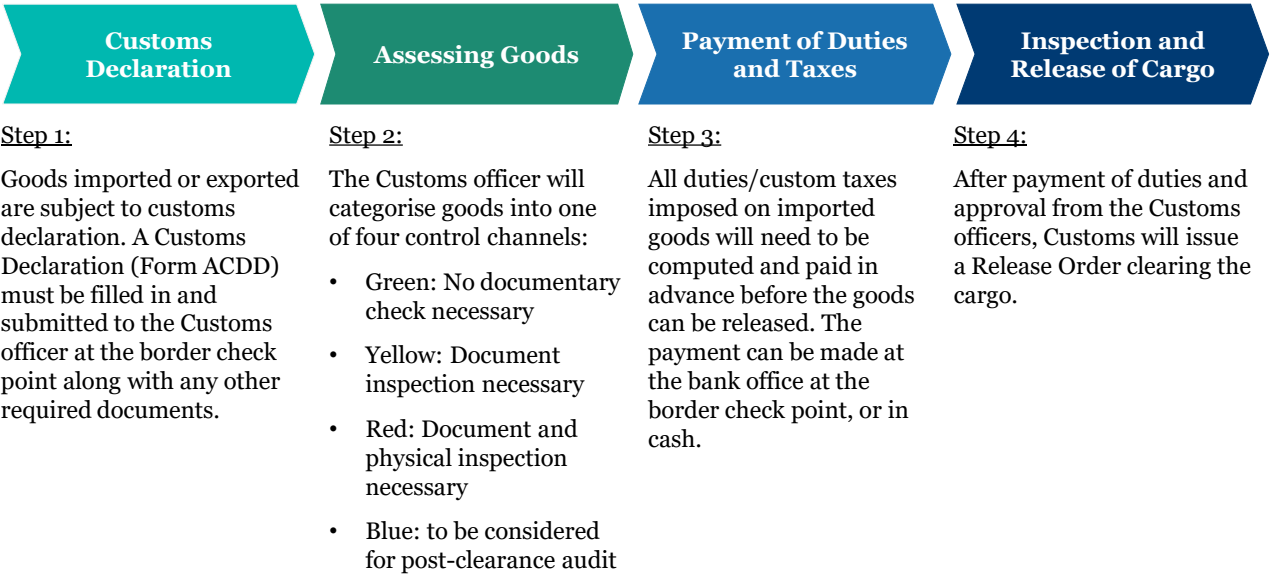 Customs
Declaration
Assessing Goods
Payment of Duties
and Taxes
Inspection and
Release of Cargo
Step 1:
Goods imported or exported
are subject to customs
declaration. A Customs
Declaration (Form ACDD)
must be filled in and
submitted to the Customs
officer at the border check
point along with any other
required documents.
Step 2:
The Customs officer will
categorise goods into one
of four control channels:
• Green: No documentary
check necessary
• Yellow: Document
inspection necessary
• Red: Document and
physical inspection
necessary
• Blue: to be considered
for post-clearance audit
Step 3:
All duties/custom taxes
imposed on imported
goods will need to be
computed and paid in
advance before the goods
can be released. The
payment can be made at
the bank office at the
border check point, or in
cash.
Step 4:
After payment of duties and
approval from the Customs
officers, Customs will issue
a Release Order clearing the
cargo.